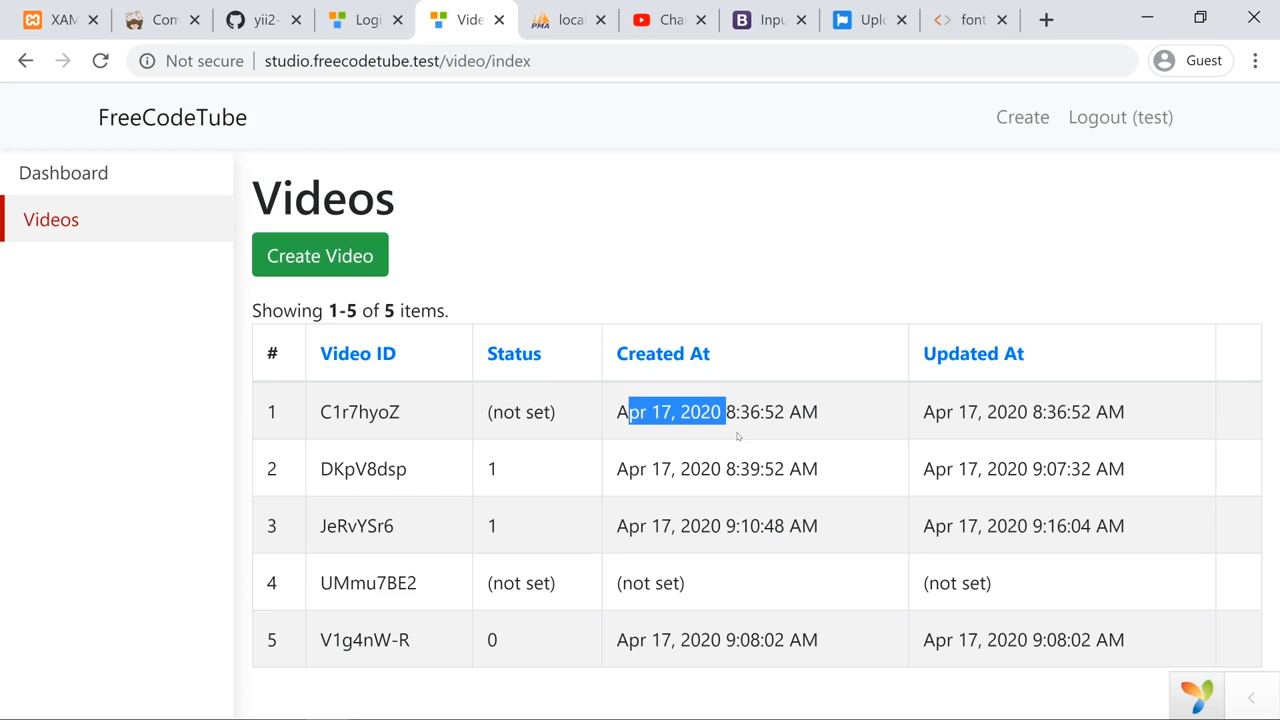 XAM
Com
yii2-
Logi
Vide
PMA
loca
Cha
B
Inpu
Uplo
font
Not secure
studio.freecodetube.test/video/index
Guest
FreeCodeTube
Create
Logout (test)
Dashboard
Videos
Videos
Create Video
Showing 1-5 of 5 items.
# Video ID Status Created At Updated At
1 C1r7hyoZ (not set) Apr 17, 2020 8:36:52 AM Apr 17, 2020 8:36:52 AM
2 DKpV8dsp 1 Apr 17, 2020 8:39:52 AM Apr 17, 2020 9:07:32 AM
3 JeRvYSr6 1 Apr 17, 2020 9:10:48 AM Apr 17, 2020 9:16:04 AM
4 UMmu7BE2 (not set) (not set) (not set)
5 V1g4nW-R 0 Apr 17, 2020 9:08:02 AM Apr 17, 2020 9:08:02 AM